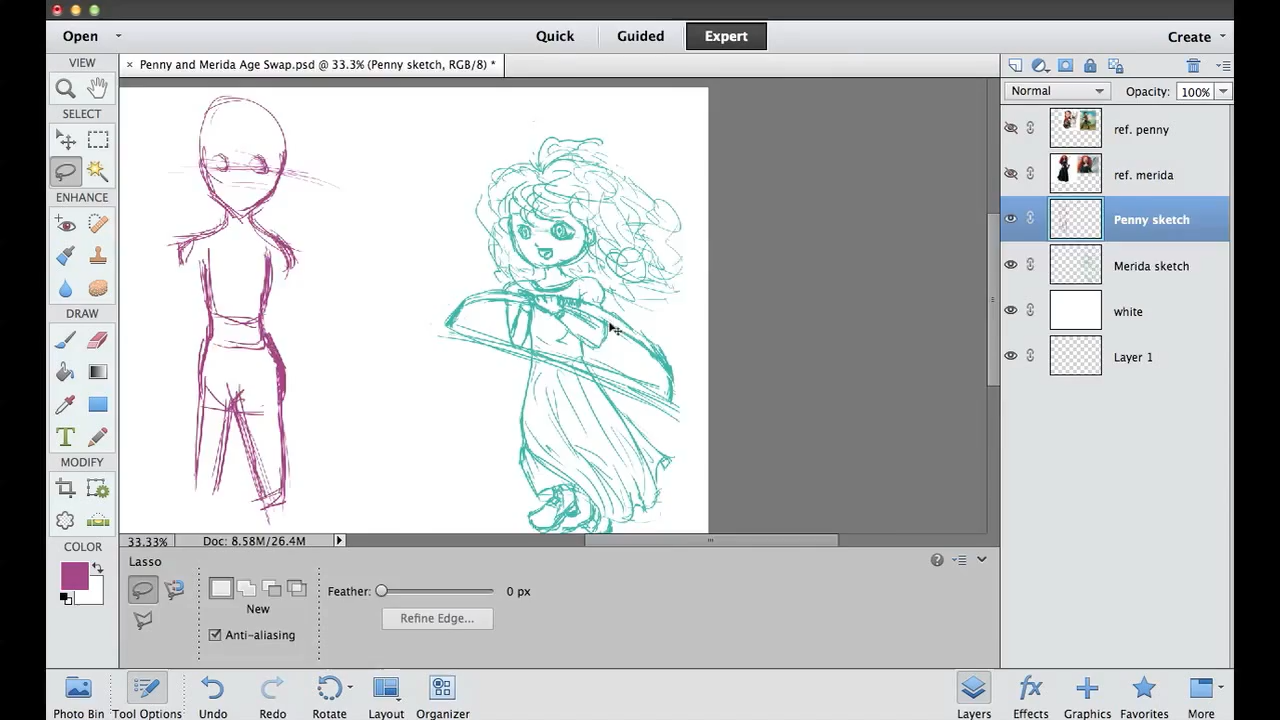 Open
Quick
Guided
Expert
Create
VIEW
× Penny and Merida Age Swap.psd @ 33.3% (Penny sketch, RGB/8) *
SELECT
ENHANCE
DRAW
MODIFY
COLOR
Normal
Opacity: 100%
ref. penny
ref. merida
Penny sketch
Merida sketch
white
Layer 1
33.33%
Doc: 8.58M/26.4M
Lasso
New
Anti-aliasing
Feather:
0 px
Refine Edge...
Photo Bin
Tool Options
Undo
Redo
Rotate
Layout
Organizer
Layers
Effects
Graphics
Favorites
More